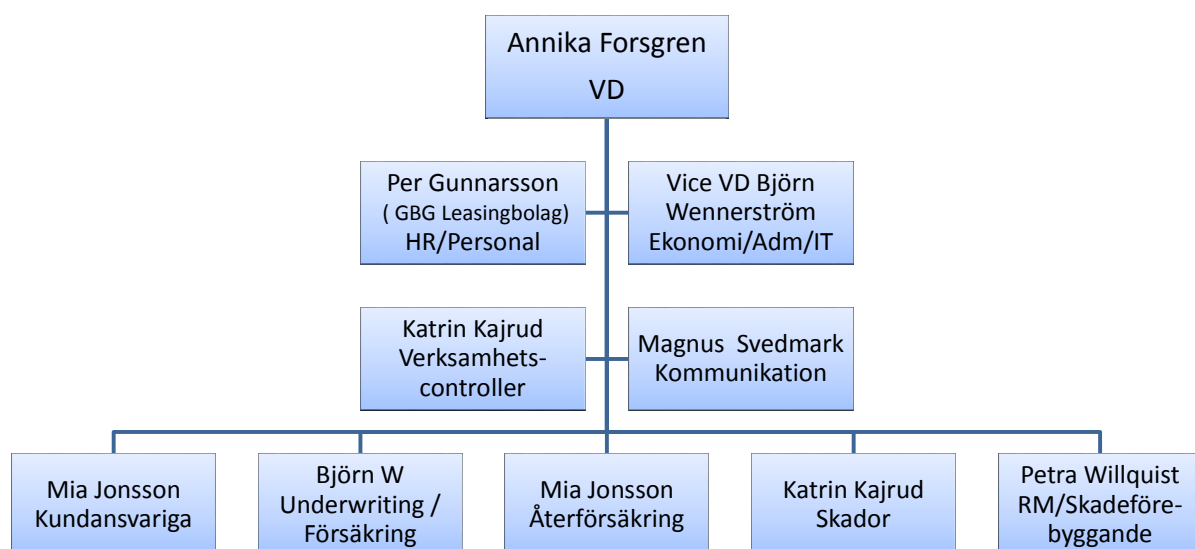 Annika Forsgren
VD
Per Gunnarsson
( GBG Leasingbolag)
HR/Personal
Vice VD Björn
Wennerström
Ekonomi/Adm/IT
Katrin Kajrud
Verksamhets-
controller
Magnus Svedmark
Kommunikation
Mia Jonsson
Kundansvariga
Björn W
Underwriting /
Försäkring
Mia Jonsson
Återförsäkring
Katrin Kajrud
Skador
Petra Willquist
RM/Skadeföre-
byggande